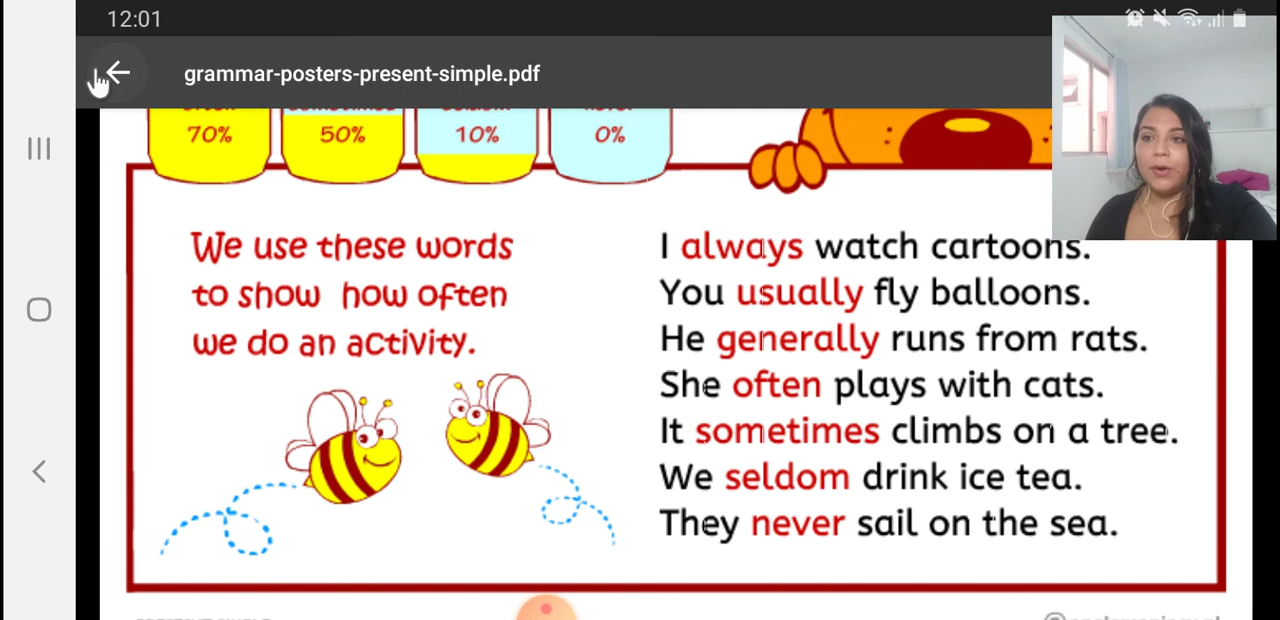 12:01
grammar-posters-present-simple.pdf
70% 50% 10% 0%
We use these words
to show how often
we do an activity.
I always watch cartoons.
You usually fly balloons.
He generally runs from rats.
She often plays with cats.
It sometimes climbs on a tree.
We seldom drink ice tea.
They never sail on the sea.